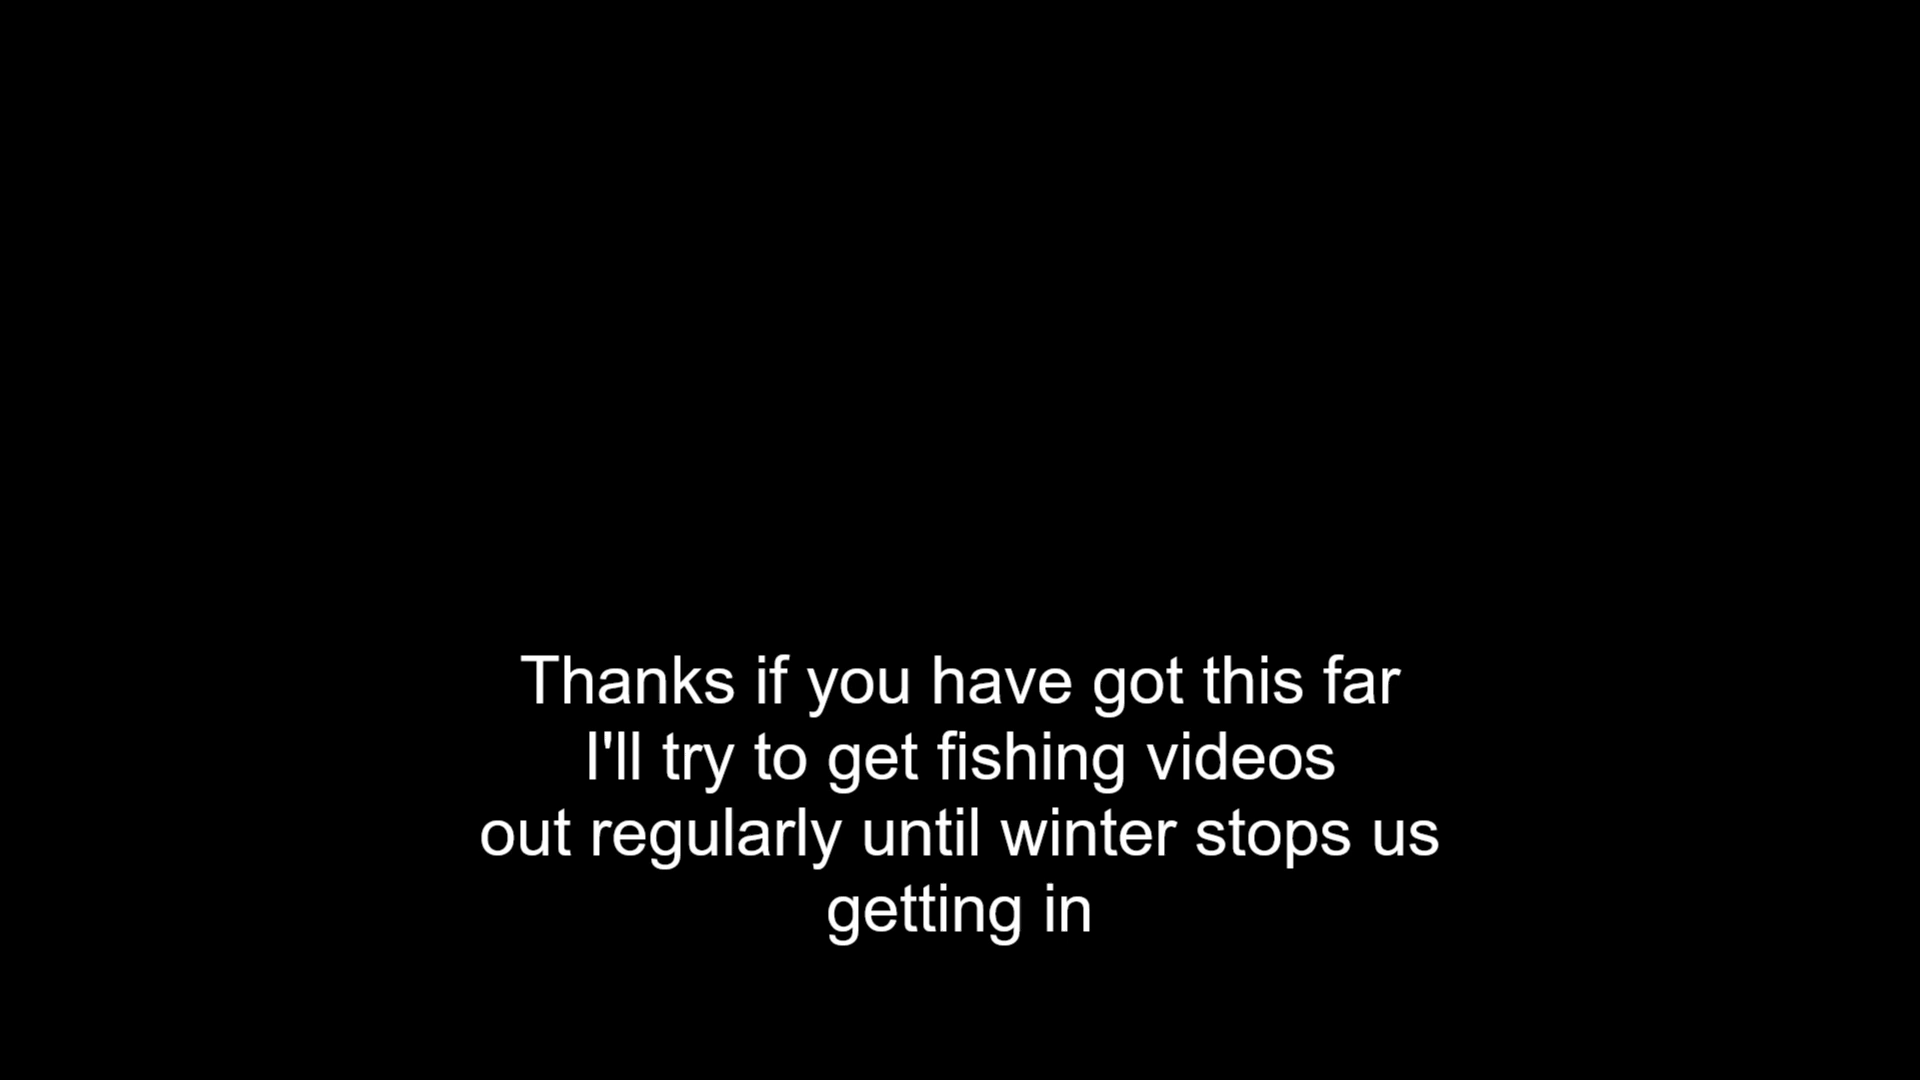 Thanks if you have got this far
I'll try to get fishing videos
out regularly until winter stops us
getting in